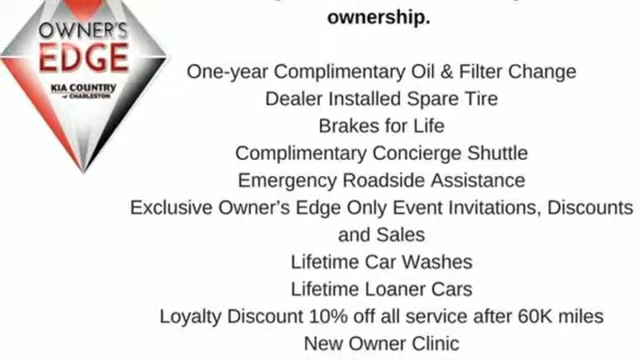 ownership.
OWNER'S
EDGE
KIA COUNTRY
of CHARLESTON
One-year Complimentary Oil & Filter Change
Dealer Installed Spare Tire
Brakes for Life
Complimentary Concierge Shuttle
Emergency Roadside Assistance
Exclusive Owner’s Edge Only Event Invitations, Discounts
and Sales
Lifetime Car Washes
Lifetime Loaner Cars
Loyalty Discount 10% off all service after 60K miles
New Owner Clinic